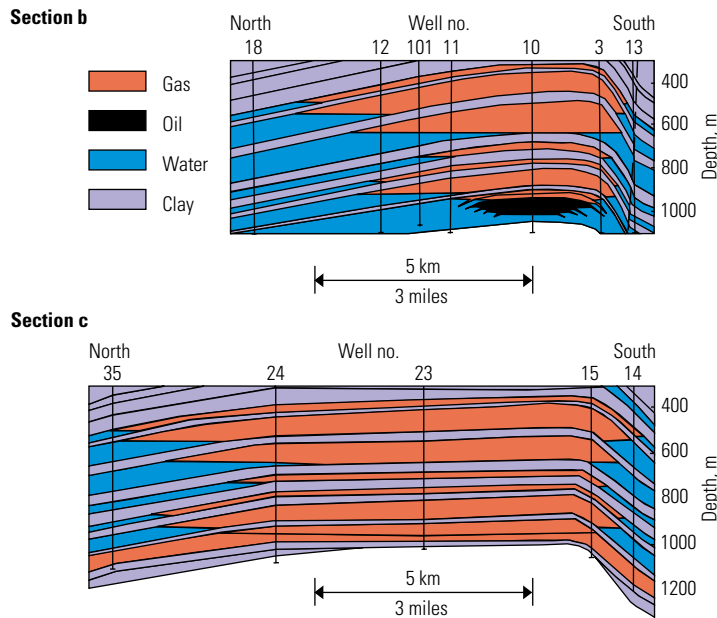 Section b
North Well no. South
18 12 101 11 10 3 13
Gas
Oil
Water
Clay
400
600
800
1000
Depth, m
5 km
3 miles
Section c
North Well no. South
35 24 23 15 14
400
600
800
1000
1200
Depth, m
5 km
3 miles